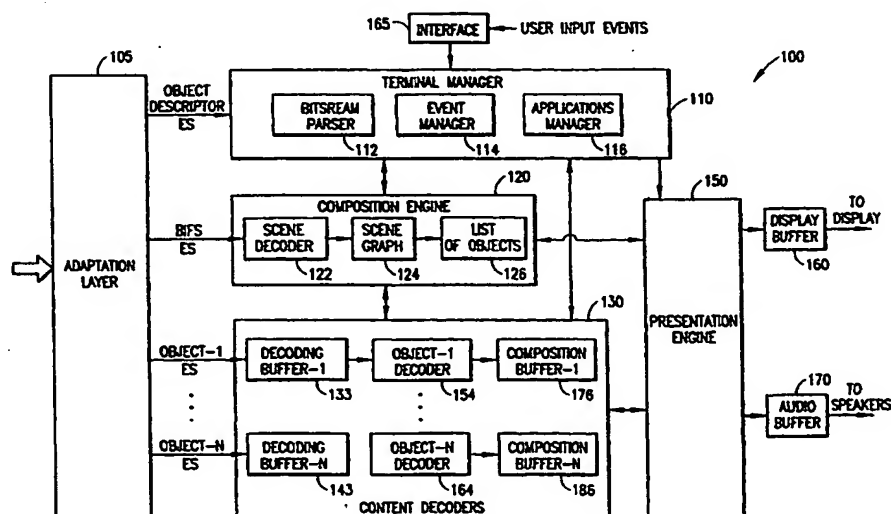 165
INTERFACE
USER INPUT EVENTS
105
100
TERMINAL MANAGER
OBJECT
DESCRIPTOR
ES
BITSREAM
PARSER
EVENT
MANAGER
APPLICATIONS
MANAGER
110
112
114
116
120
150
COMPOSITION ENGINE
BIFS
ES
SCENE
DECODER
SCENE
GRAPH
LIST
OF OBJECTS
122
124
126
DISPLAY
BUFFER
TO
DISPLAY
160
ADAPTATION
LAYER
130
PRESENTATION
ENGINE
OBJECT-1
ES
DECODING
BUFFER-1
OBJECT-1
DECODER
COMPOSITION
BUFFER-1
133
154
176
170
AUDIO
BUFFER
TO
SPEAKERS
OBJECT-N
ES
DECODING
BUFFER-N
OBJECT-N
DECODER
COMPOSITION
BUFFER-N
143
164
186
CONTENT DECODERS